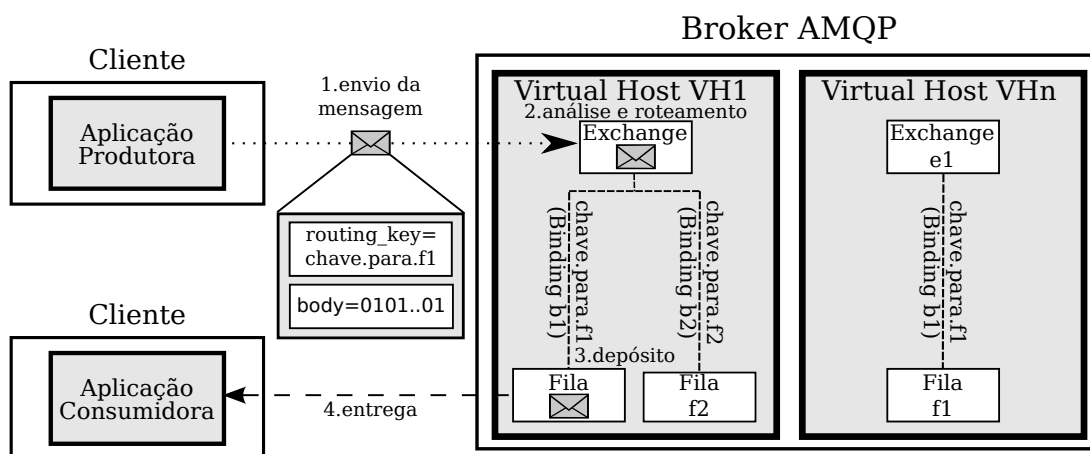 Broker AMQP
Cliente
Aplicação
Produtora
1.envio da
mensagem
routing_key=
chave.para.f1
body=0101..01
Virtual Host VH1
2.análise e roteamento
Exchange
chave.para.f1
(Binding b1)
chave.para.f2
(Binding b2)
3.depósito
Fila
Fila
f2
Virtual Host VHn
Exchange
e1
chave.para.f1
(Binding b1)
Fila
f1
Cliente
Aplicação
Consumidora
4.entrega